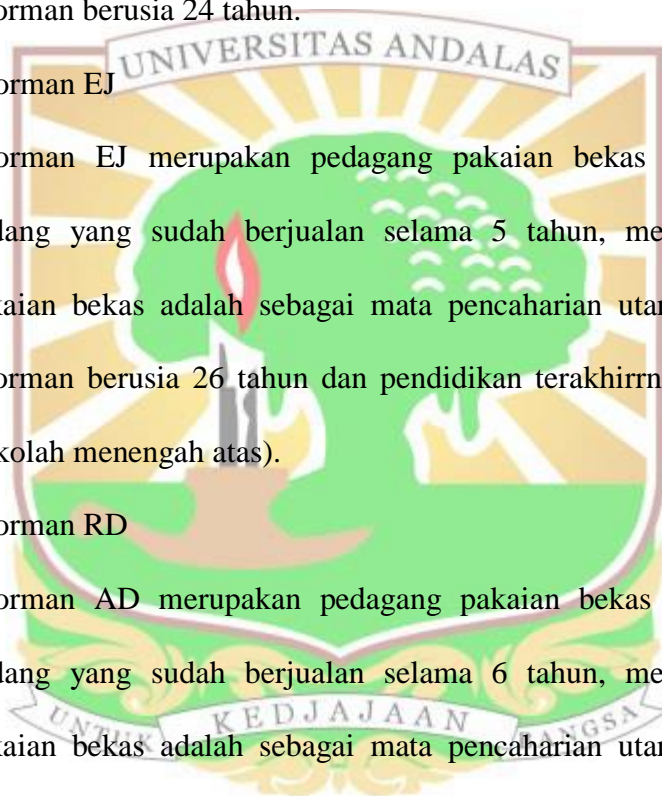 orman berusia 24 tahun.
UNIVERSITAS ANDALAS
orman EJ
orman EJ merupakan pedagang pakaian bekas
dang yang sudah berjualan selama 5 tahun, me
kaian bekas adalah sebagai mata pencaharian utar
orman berusia 26 tahun dan pendidikan terakhirrn
kolah menengah atas).
orman RD
orman AD merupakan pedagang pakaian bekas
dang yang sudah berjualan selama 6 tahun, me
UNTUK KEDJAJAAN BANGSA
kaian bekas adalah sebagai mata pencaharian utar